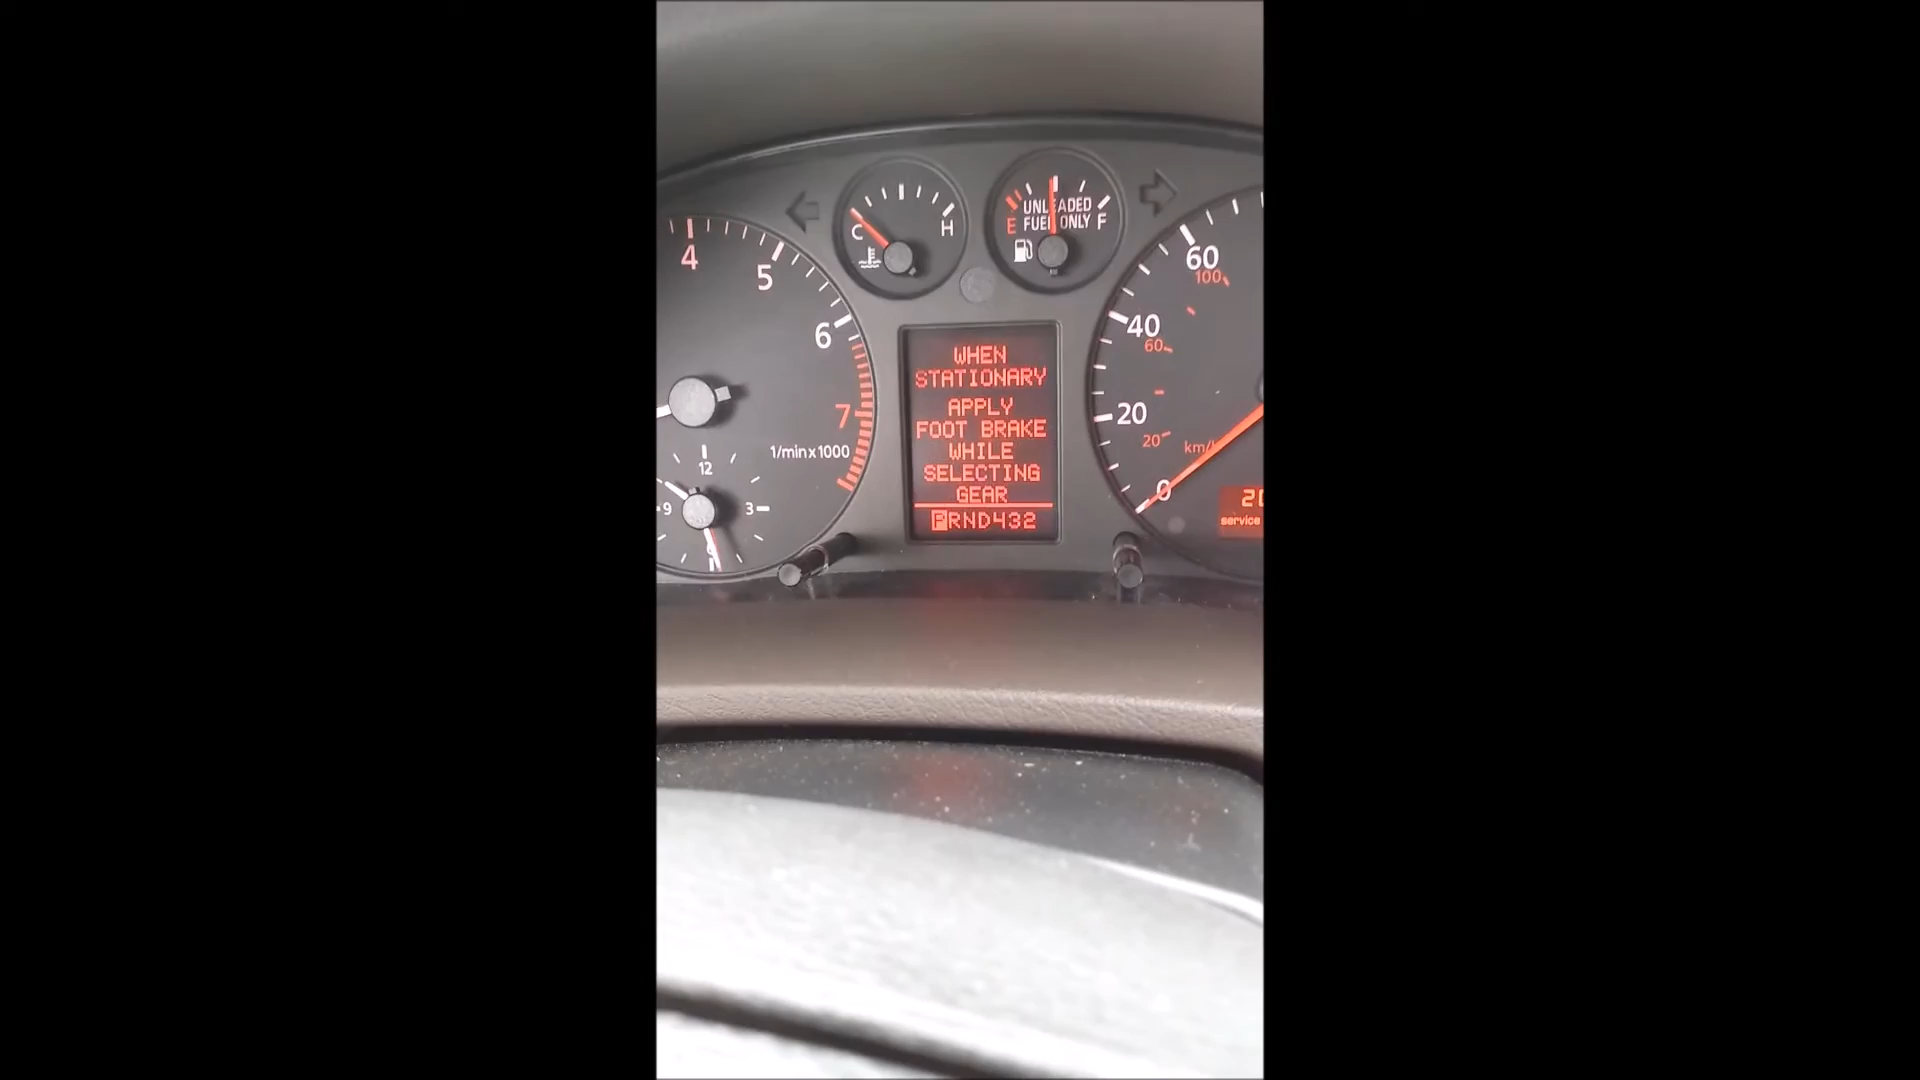 4
5
6
7
1/min x 1000
12
9
3
C
H
UNLEADED
FUEL ONLY
E
F
WHEN
STATIONARY
APPLY
FOOT BRAKE
WHILE
SELECTING
GEAR
PRND432
60
100
40
60
20
20
km/
0
20
service